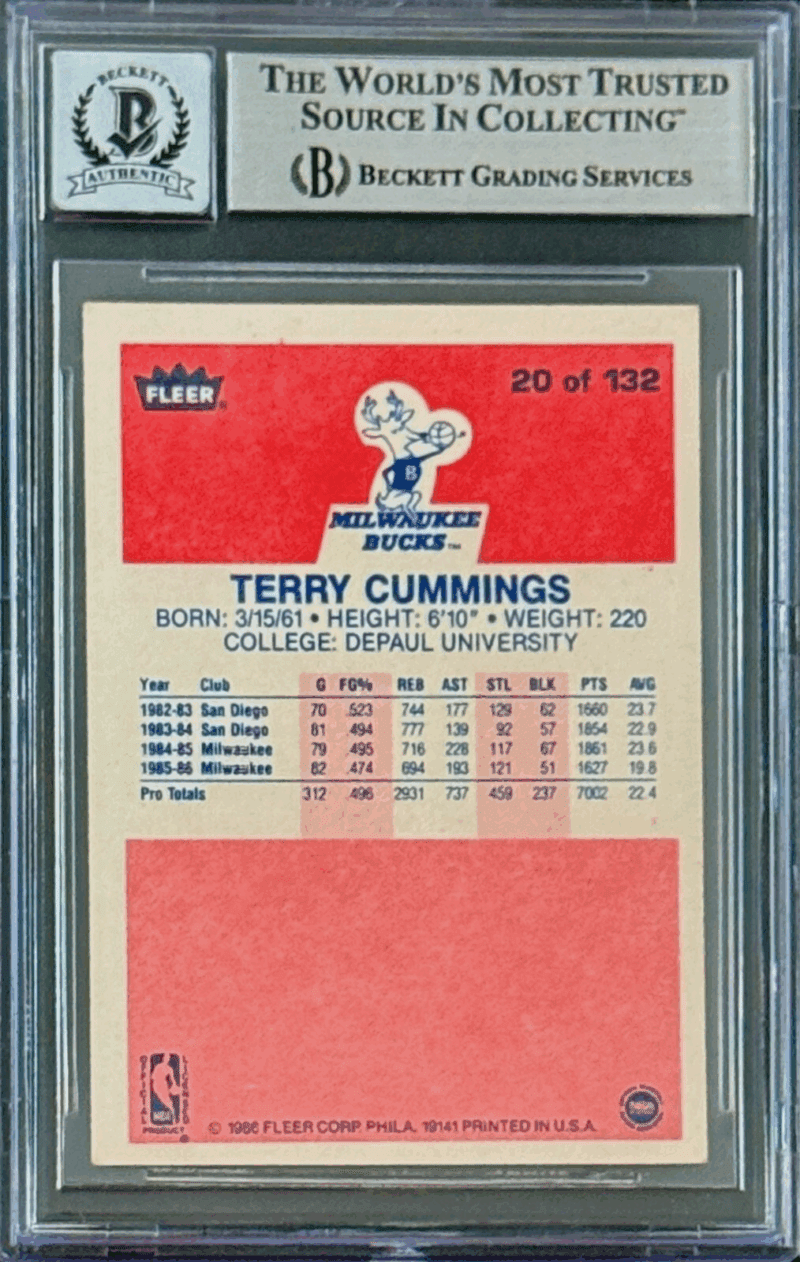 BECKETT
B
AUTHENTIC
THE WORLD'S MOST TRUSTED
SOURCE IN COLLECTING™
(B) BECKETT GRADING SERVICES
FLEER®
20 of 132
B
MILWAUKEE
BUCKS™
TERRY CUMMINGS
BORN: 3/15/61 • HEIGHT: 6'10" • WEIGHT: 220
COLLEGE: DEPAUL UNIVERSITY
Year Club G FG% REB AST STL BLK PTS AVG
1982-83 San Diego 70 .523 744 177 129 62 1660 23.7
1983-84 San Diego 81 .494 777 139 92 57 1854 22.9
1984-85 Milwaukee 79 .495 716 228 117 67 1861 23.6
1985-86 Milwaukee 82 .474 694 193 121 51 1627 19.8
Pro Totals 312 .496 2931 737 459 237 7002 22.4
OFFICIAL
NBA
LICENSED
PRODUCT®
© 1986 FLEER CORP. PHILA. 19141 PRINTED IN U.S.A.